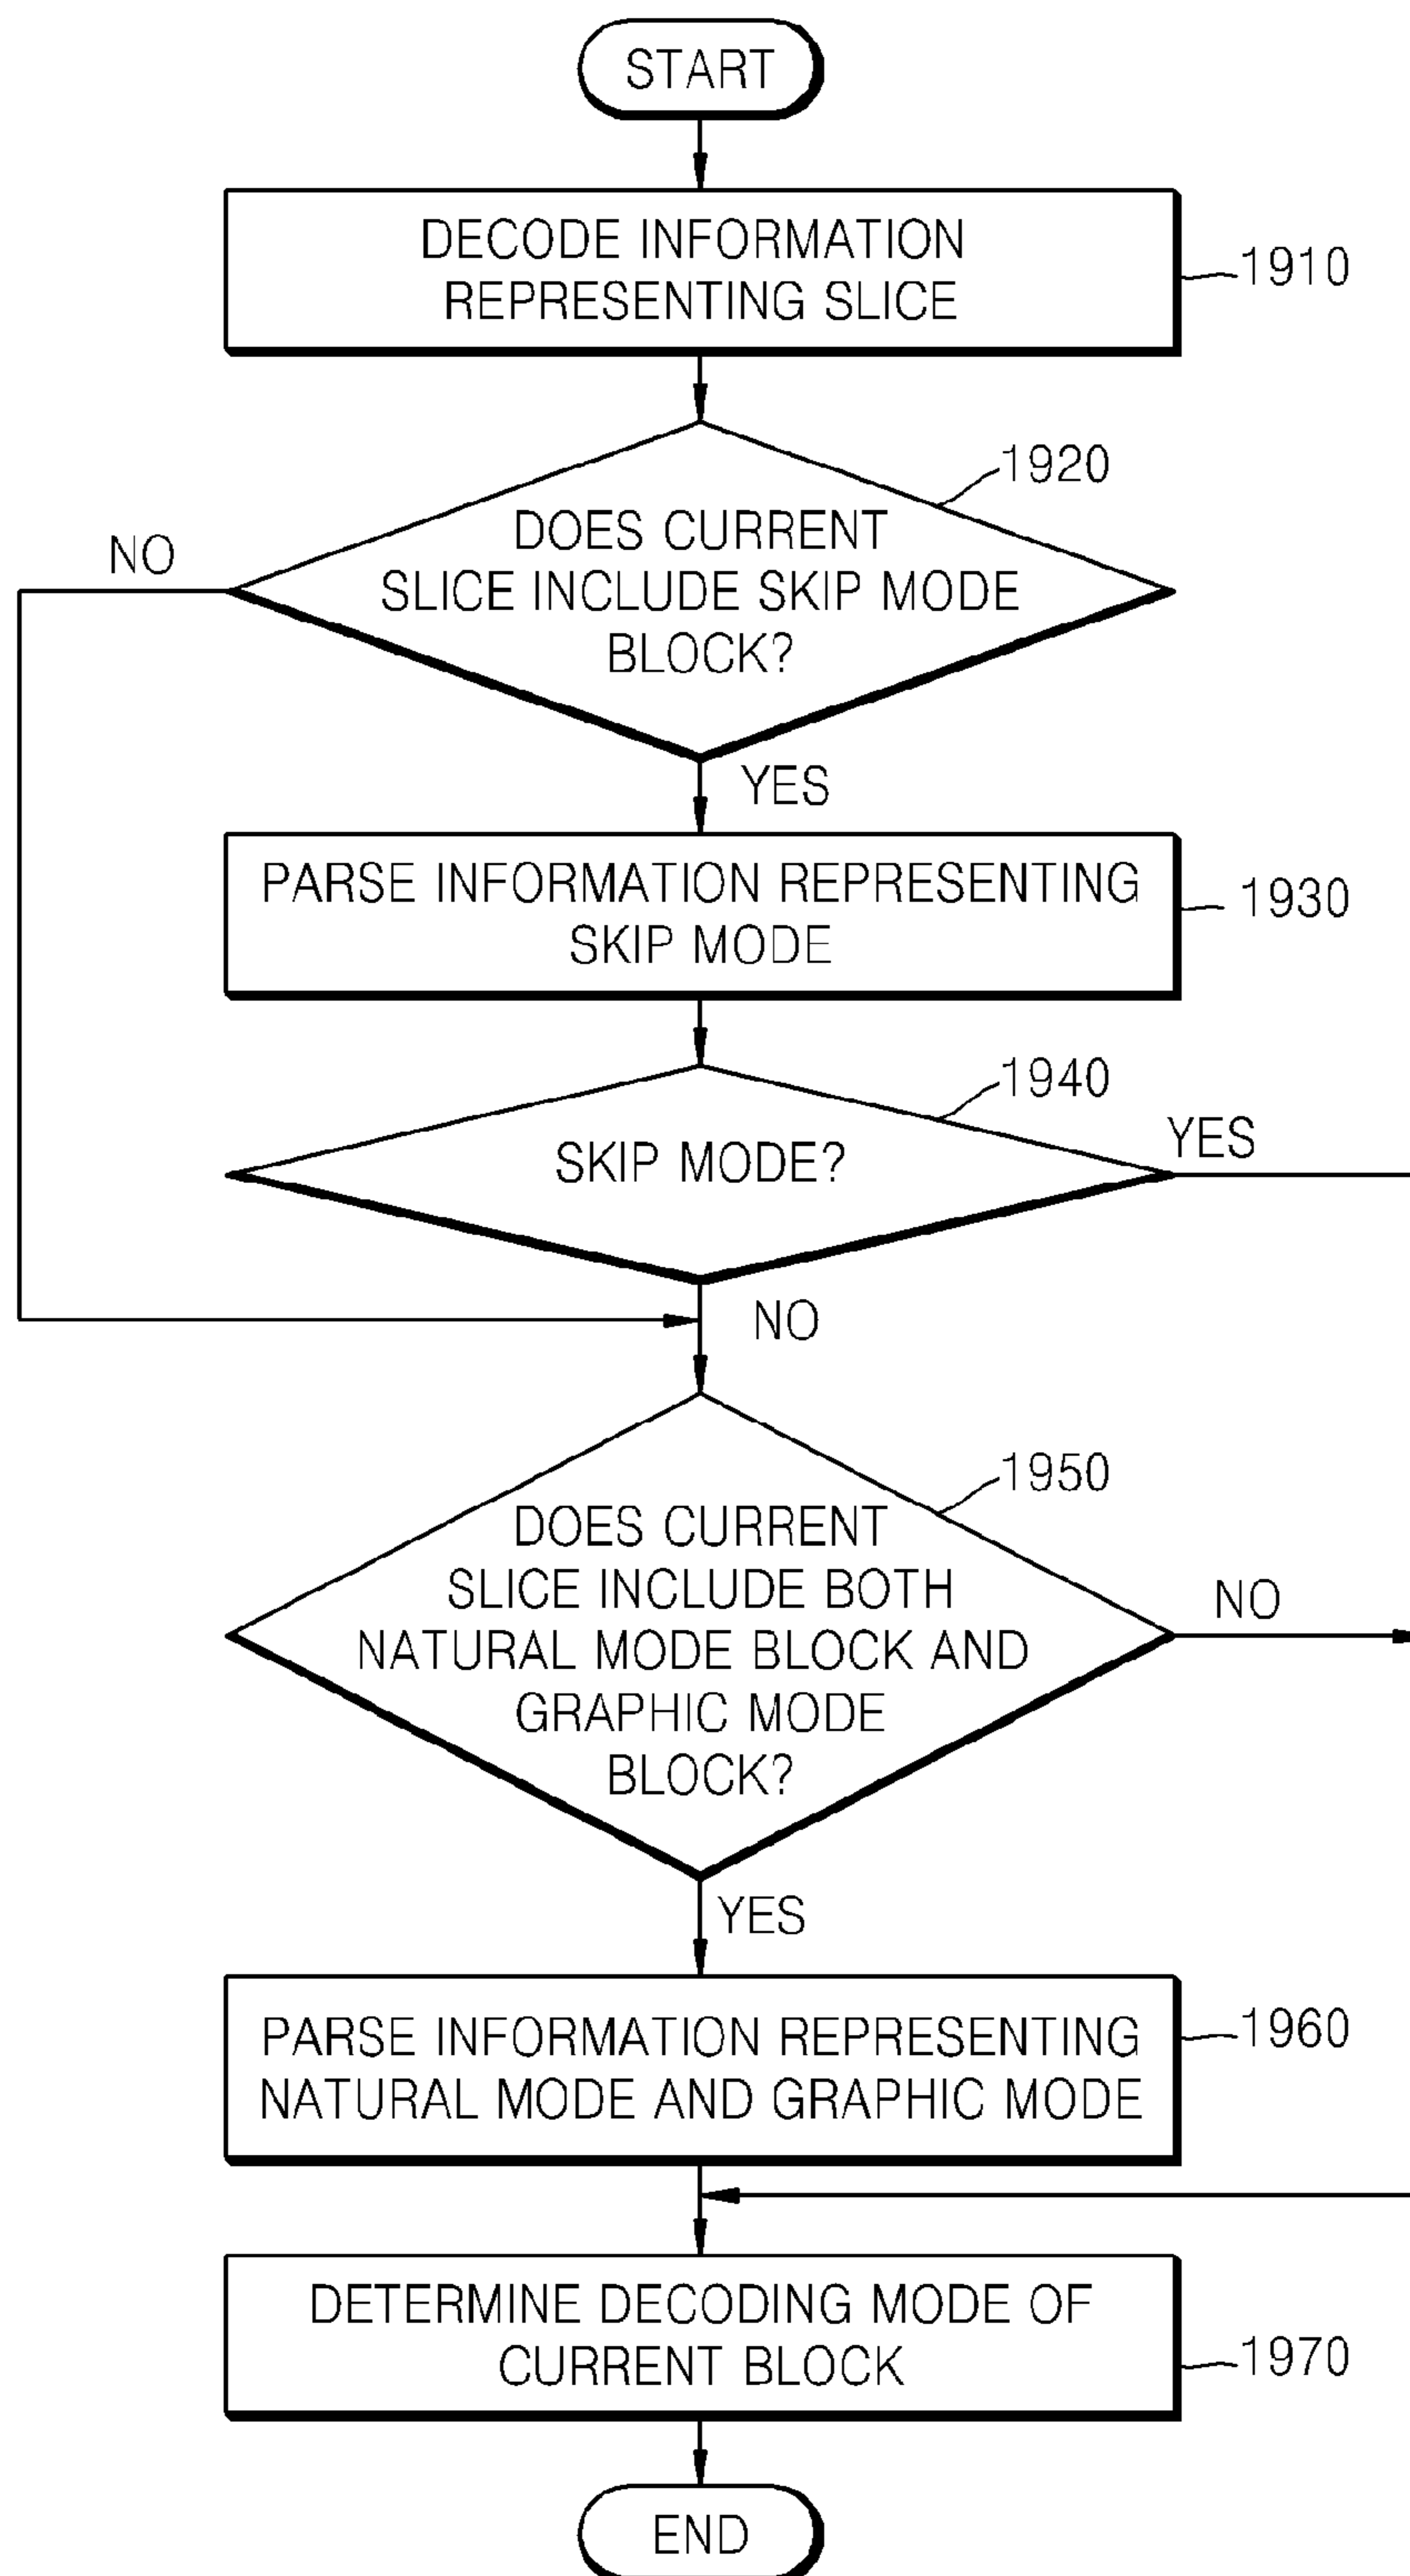 START
DECODE INFORMATION
REPRESENTING SLICE
1910
1920
DOES CURRENT
SLICE INCLUDE SKIP MODE
BLOCK?
NO
YES
PARSE INFORMATION REPRESENTING
SKIP MODE
1930
1940
SKIP MODE?
YES
NO
1950
DOES CURRENT
SLICE INCLUDE BOTH
NATURAL MODE BLOCK AND
GRAPHIC MODE
BLOCK?
NO
YES
PARSE INFORMATION REPRESENTING
NATURAL MODE AND GRAPHIC MODE
1960
DETERMINE DECODING MODE OF
CURRENT BLOCK
1970
END